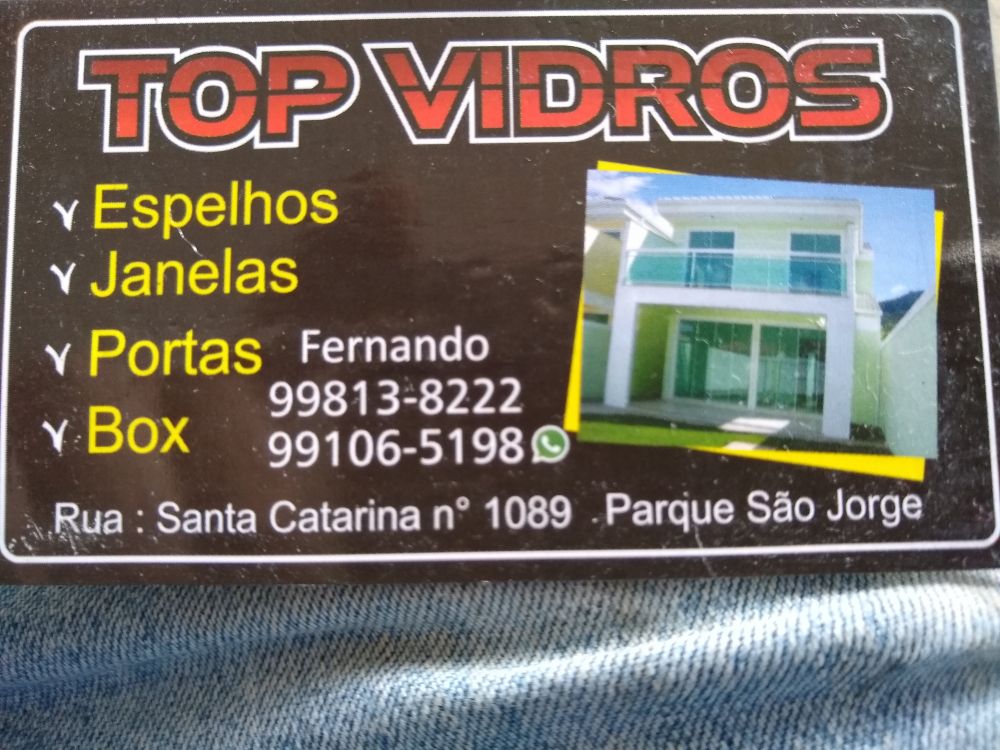 TOP VIDROS
Espelhos
Janelas
Portas
Box
Fernando
99813-8222
99106-5198
Rua : Santa Catarina n° 1089 Parque São Jorge